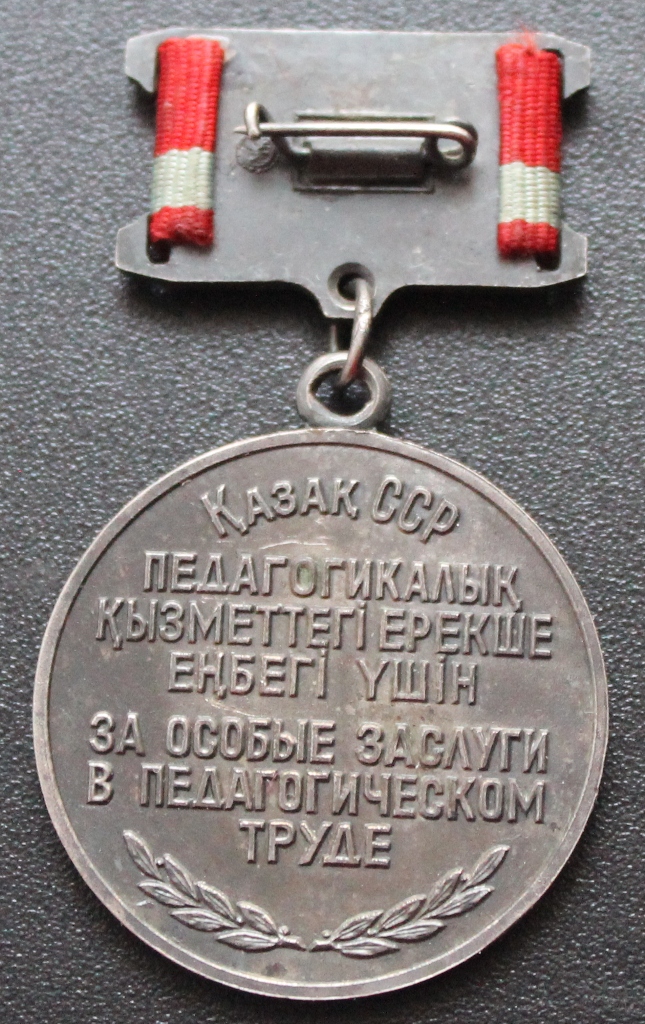 ҚАЗАҚ ССР
ПЕДАГОГИКАЛЫҚ
ҚЫЗМЕТТЕГІ ЕРЕКШЕ
ЕҢБЕГІ ҮШІН
ЗА ОСОБЫЕ ЗАСЛУГИ
В ПЕДАГОГИЧЕСКОМ
ТРУДЕ